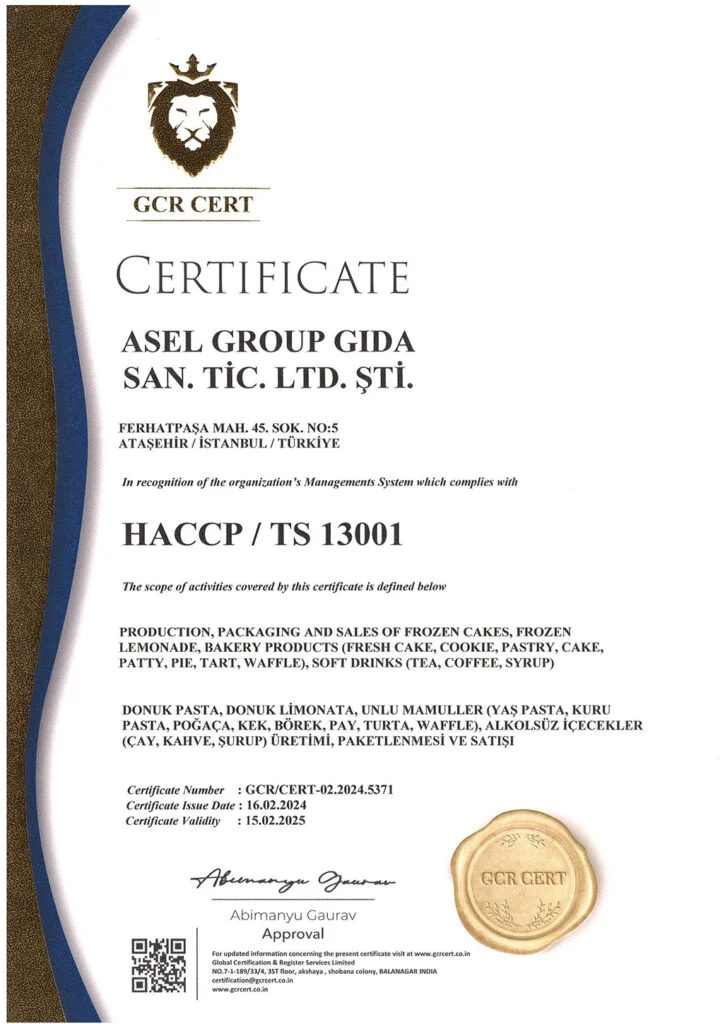 GCR CERT
CERTIFICATE
ASEL GROUP GIDA
SAN. TİC. LTD. ŞTİ.
FERHATPAŞA MAH. 45. SOK. NO:5
ATAŞEHİR / İSTANBUL / TÜRKİYE
In recognition of the organization's Managements System which complies with
HACCP / TS 13001
The scope of activities covered by this certificate is defined below
PRODUCTION, PACKAGING AND SALES OF FROZEN CAKES, FROZEN
LEMONADE, BAKERY PRODUCTS (FRESH CAKE, COOKIE, PASTRY, CAKE,
PATTY, PIE, TART, WAFFLE), SOFT DRINKS (TEA, COFFEE, SYRUP)
DONUK PASTA, DONUK LİMONATA, UNLU MAMULLER (YAŞ PASTA, KURU
PASTA, POĞAÇA, KEK, BÖREK, PAY, TURTA, WAFFLE), ALKOLSÜZ İÇECEKLER
(ÇAY, KAHVE, ŞURUP) ÜRETİMİ, PAKETLENMESİ VE SATIŞI
Certificate Number : GCR/CERT-02.2024.5371
Certificate Issue Date : 16.02.2024
Certificate Validity : 15.02.2025
GCR CERT
Abimanyu Gaurav
Abimanyu Gaurav
Approval
For updated information concerning the present certificate visit at www.gcrcert.co.in
Global Certification & Register Services Limited
NO.7-1-189/33/4, 3ST floor, akshaya , shobana colony, BALANAGAR INDIA
certification@gcrcert.co.in
www.gcrcert.co.in